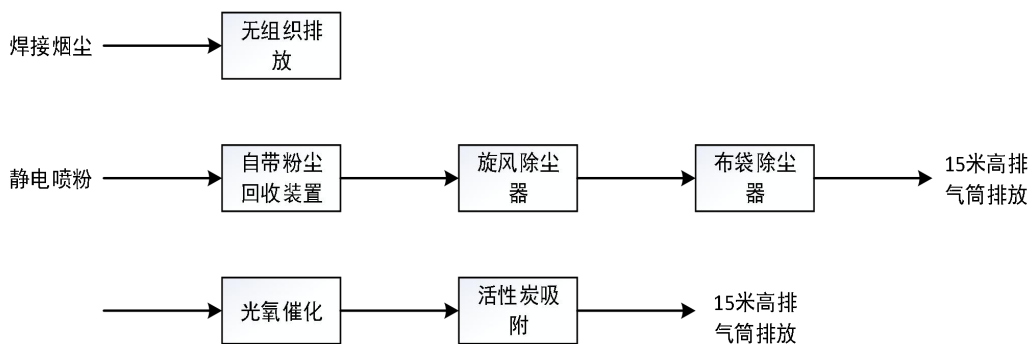 焊接烟尘
无组织排
放
静电喷粉
自带粉尘
回收装置
旋风除尘
器
布袋除尘
器
15米高排
气筒排放
光氧催化
活性炭吸
附
15米高排
气筒排放